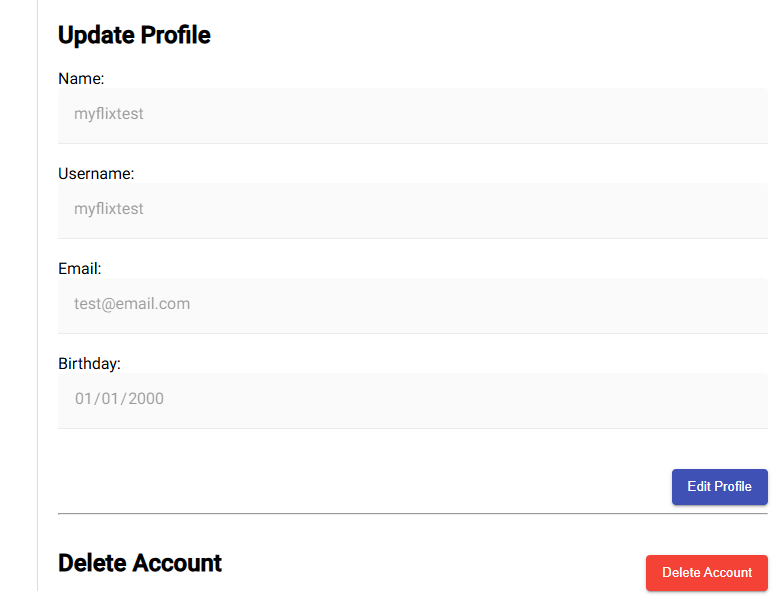 Update Profile
Name:
myflixtest
Username:
myflixtest
Email:
test@email.com
Birthday:
01/01/2000
Edit Profile
Delete Account
Delete Account